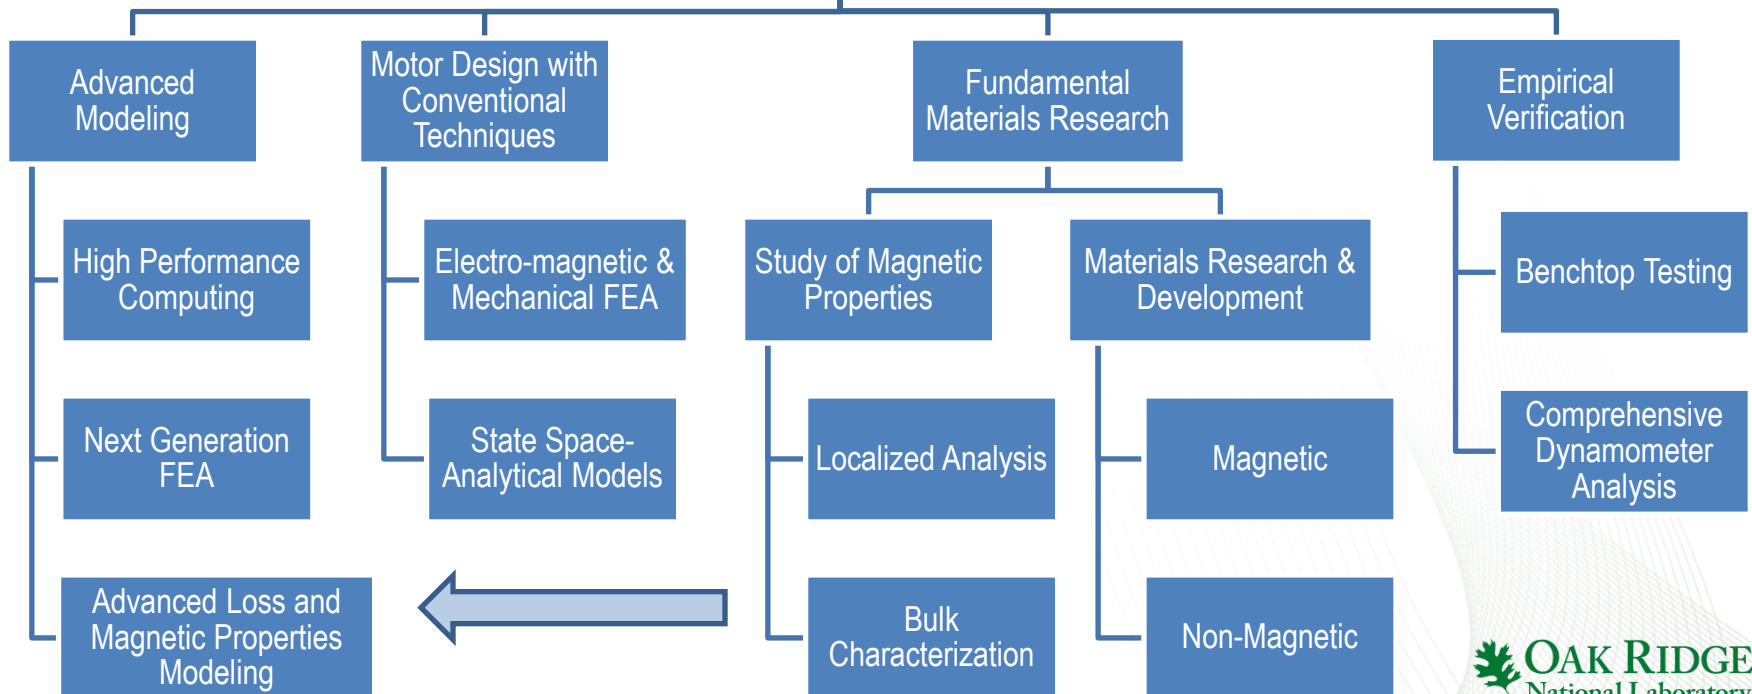 Advanced
Modeling
Motor Design with
Conventional
Techniques
Fundamental
Materials Research
Empirical
Verification
High Performance
Computing
Electro-magnetic &
Mechanical FEA
Study of Magnetic
Properties
Materials Research &
Development
Benchtop Testing
Next Generation
FEA
State Space-
Analytical Models
Localized Analysis
Magnetic
Comprehensive
Dynamometer
Analysis
Advanced Loss and
Magnetic Properties
Modeling
Bulk
Characterization
Non-Magnetic
OAK RIDGE
National Laboratory